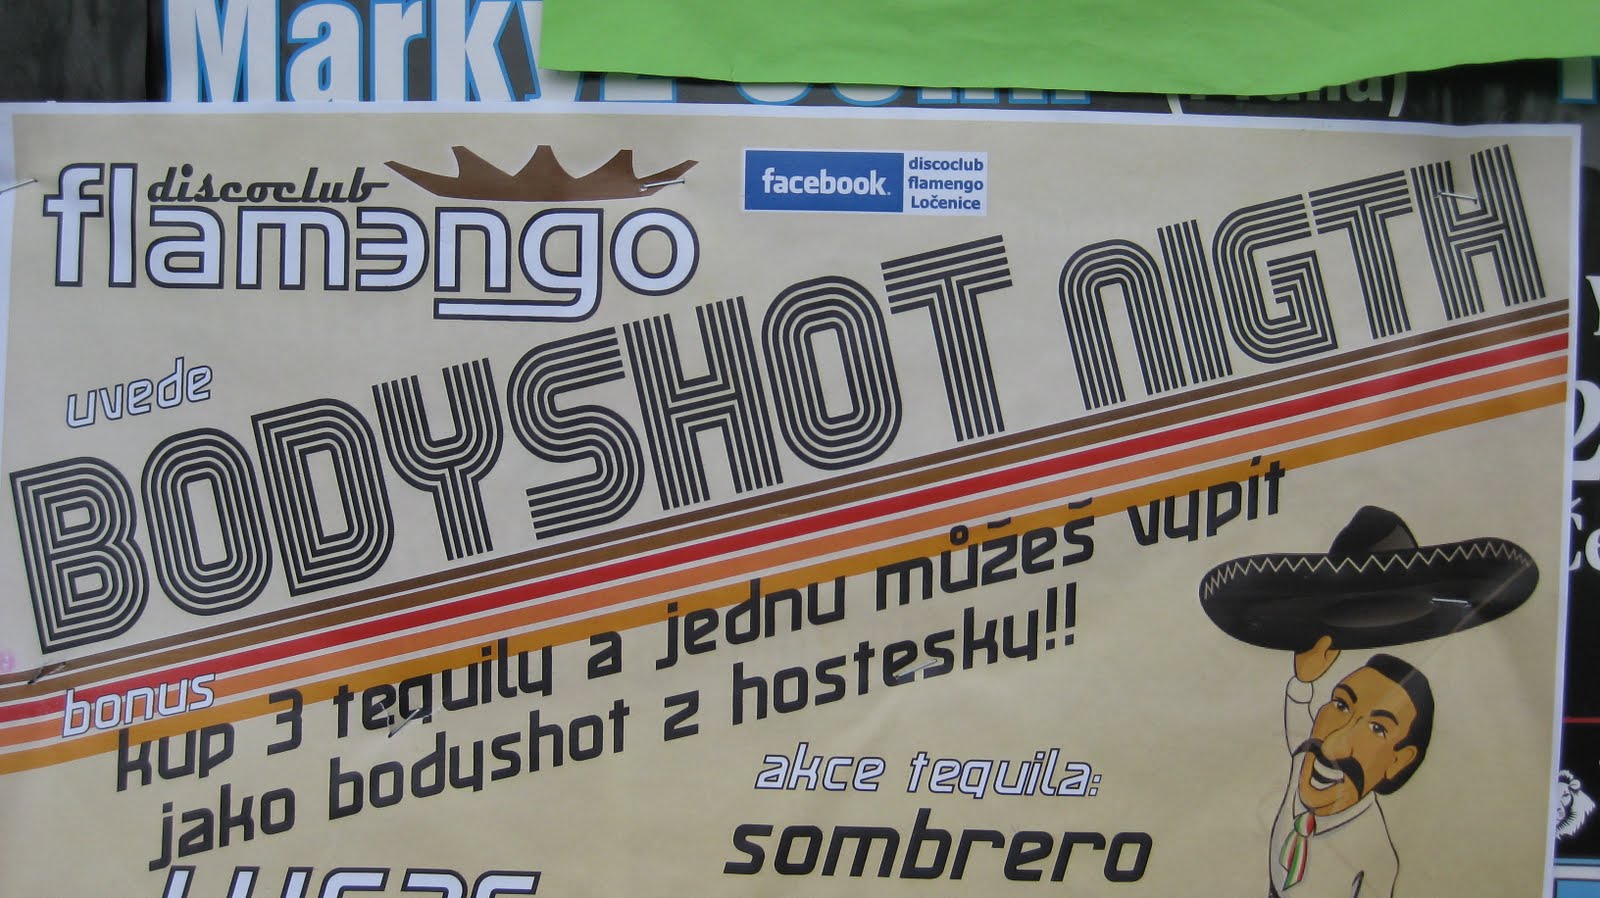 discoclub
flamengo
facebook.
discoclub
flamengo
Ločenice
uvede
BODYSHOT NIGTH
bonus
kup 3 tequily a jednu můžeš vypít
jako bodyshot z hostesky!!
akce tequila:
sombrero